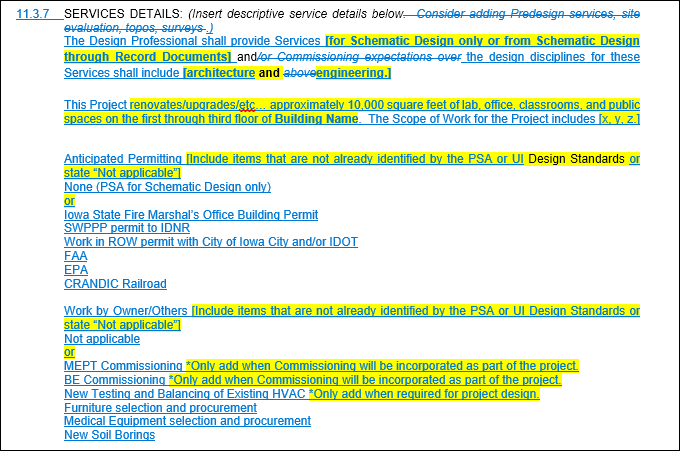 11.3.7 SERVICES DETAILS: (Insert descriptive service details below. Consider adding Predesign services, site
evaluation, topos, surveys .)
The Design Professional shall provide Services [for Schematic Design only or from Schematic Design
through Record Documents] and/or Commissioning expectations over the design disciplines for these
Services shall include [architecture and aboveengineering.]
This Project renovates/upgrades/etc... approximately 10,000 square feet of lab, office, classrooms, and public
spaces on the first through third floor of Building Name. The Scope of Work for the Project includes [x, y, z.]
Anticipated Permitting [Include items that are not already identified by the PSA or UI Design Standards or
state “Not applicable”]
None (PSA for Schematic Design only)
or
Iowa State Fire Marshal’s Office Building Permit
SWPPP permit to IDNR
Work in ROW permit with City of Iowa City and/or IDOT
FAA
EPA
CRANDIC Railroad
Work by Owner/Others [Include items that are not already identified by the PSA or UI Design Standards or
state “Not applicable”]
Not applicable
or
MEPT Commissioning *Only add when Commissioning will be incorporated as part of the project.
BE Commissioning *Only add when Commissioning will be incorporated as part of the project.
New Testing and Balancing of Existing HVAC *Only add when required for project design.
Furniture selection and procurement
Medical Equipment selection and procurement
New Soil Borings